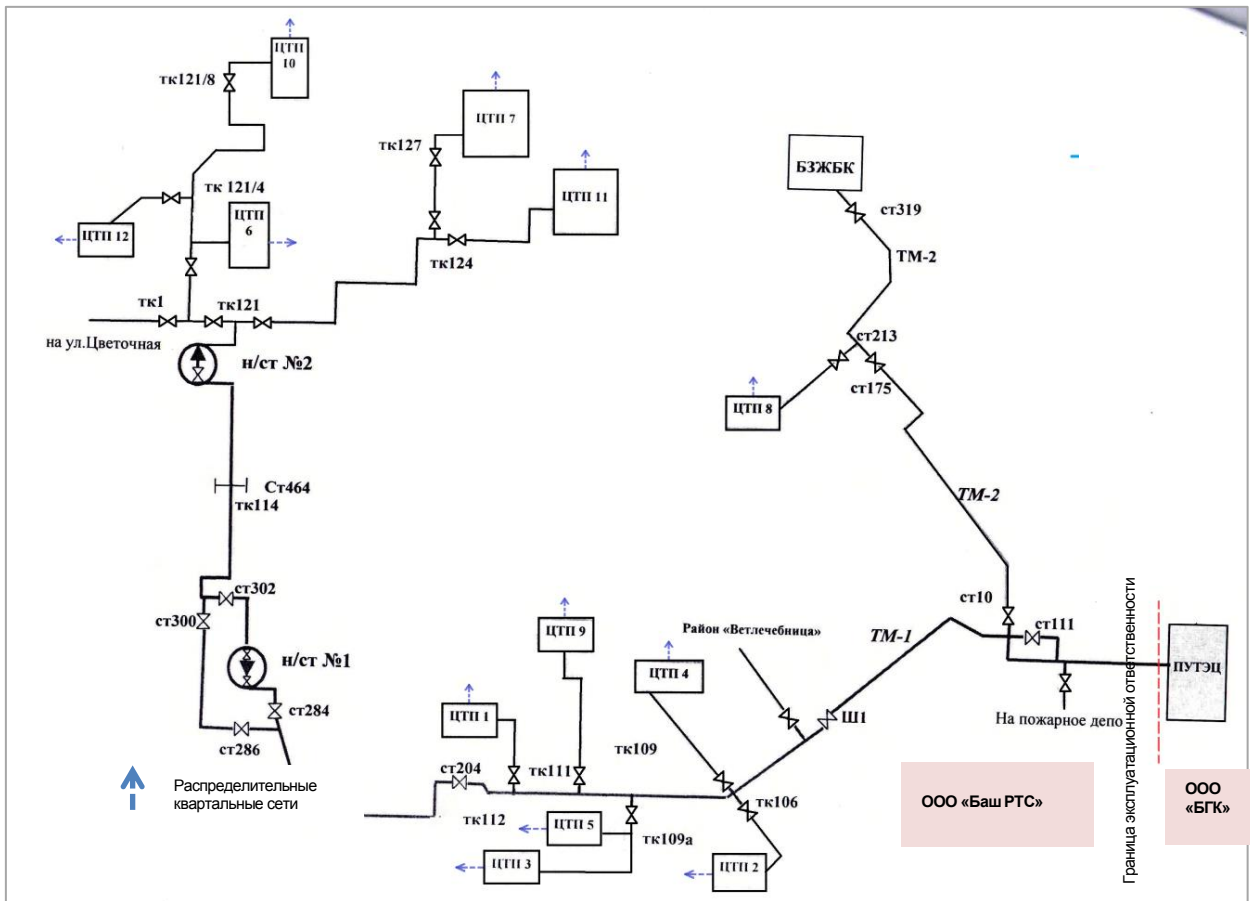 ЦТП
10
тк121/8
ЦТП 7
тк127
ЦТП 11
тк 121/4
ЦТП
6
ЦТП 12
тк124
тк1
тк121
на ул.Цветочная
н/ст №2
Ст464
тк114
ст302
ст300
н/ст №1
ст284
ст286
БЗЖБК
ст319
ТМ-2
ст213
ст175
ЦТП 8
ТМ-2
ст10
ст111
ТМ-1
ПУТЭЦ
На пожарное депо
Граница эксплуатационной ответственности
Район «Ветлечебница»
ЦТП 9
ЦТП 4
ЦТП 1
Ш1
тк109
ст204
тк111
тк106
тк112
ЦТП 5
тк109а
ЦТП 3
ЦТП 2
Распределительные
квартальные сети
ООО «Баш РТС»
ООО
«БГК»